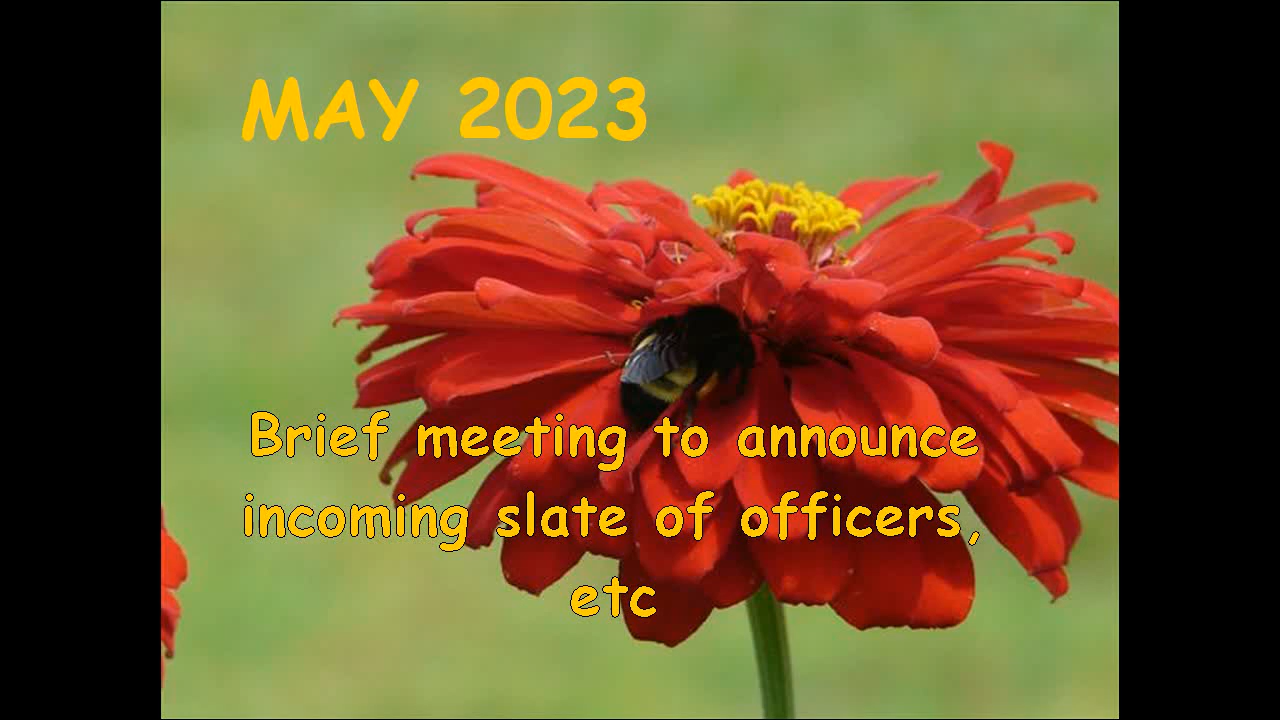 MAY 2023
Brief meeting to announce
incoming slate of officers,
etc